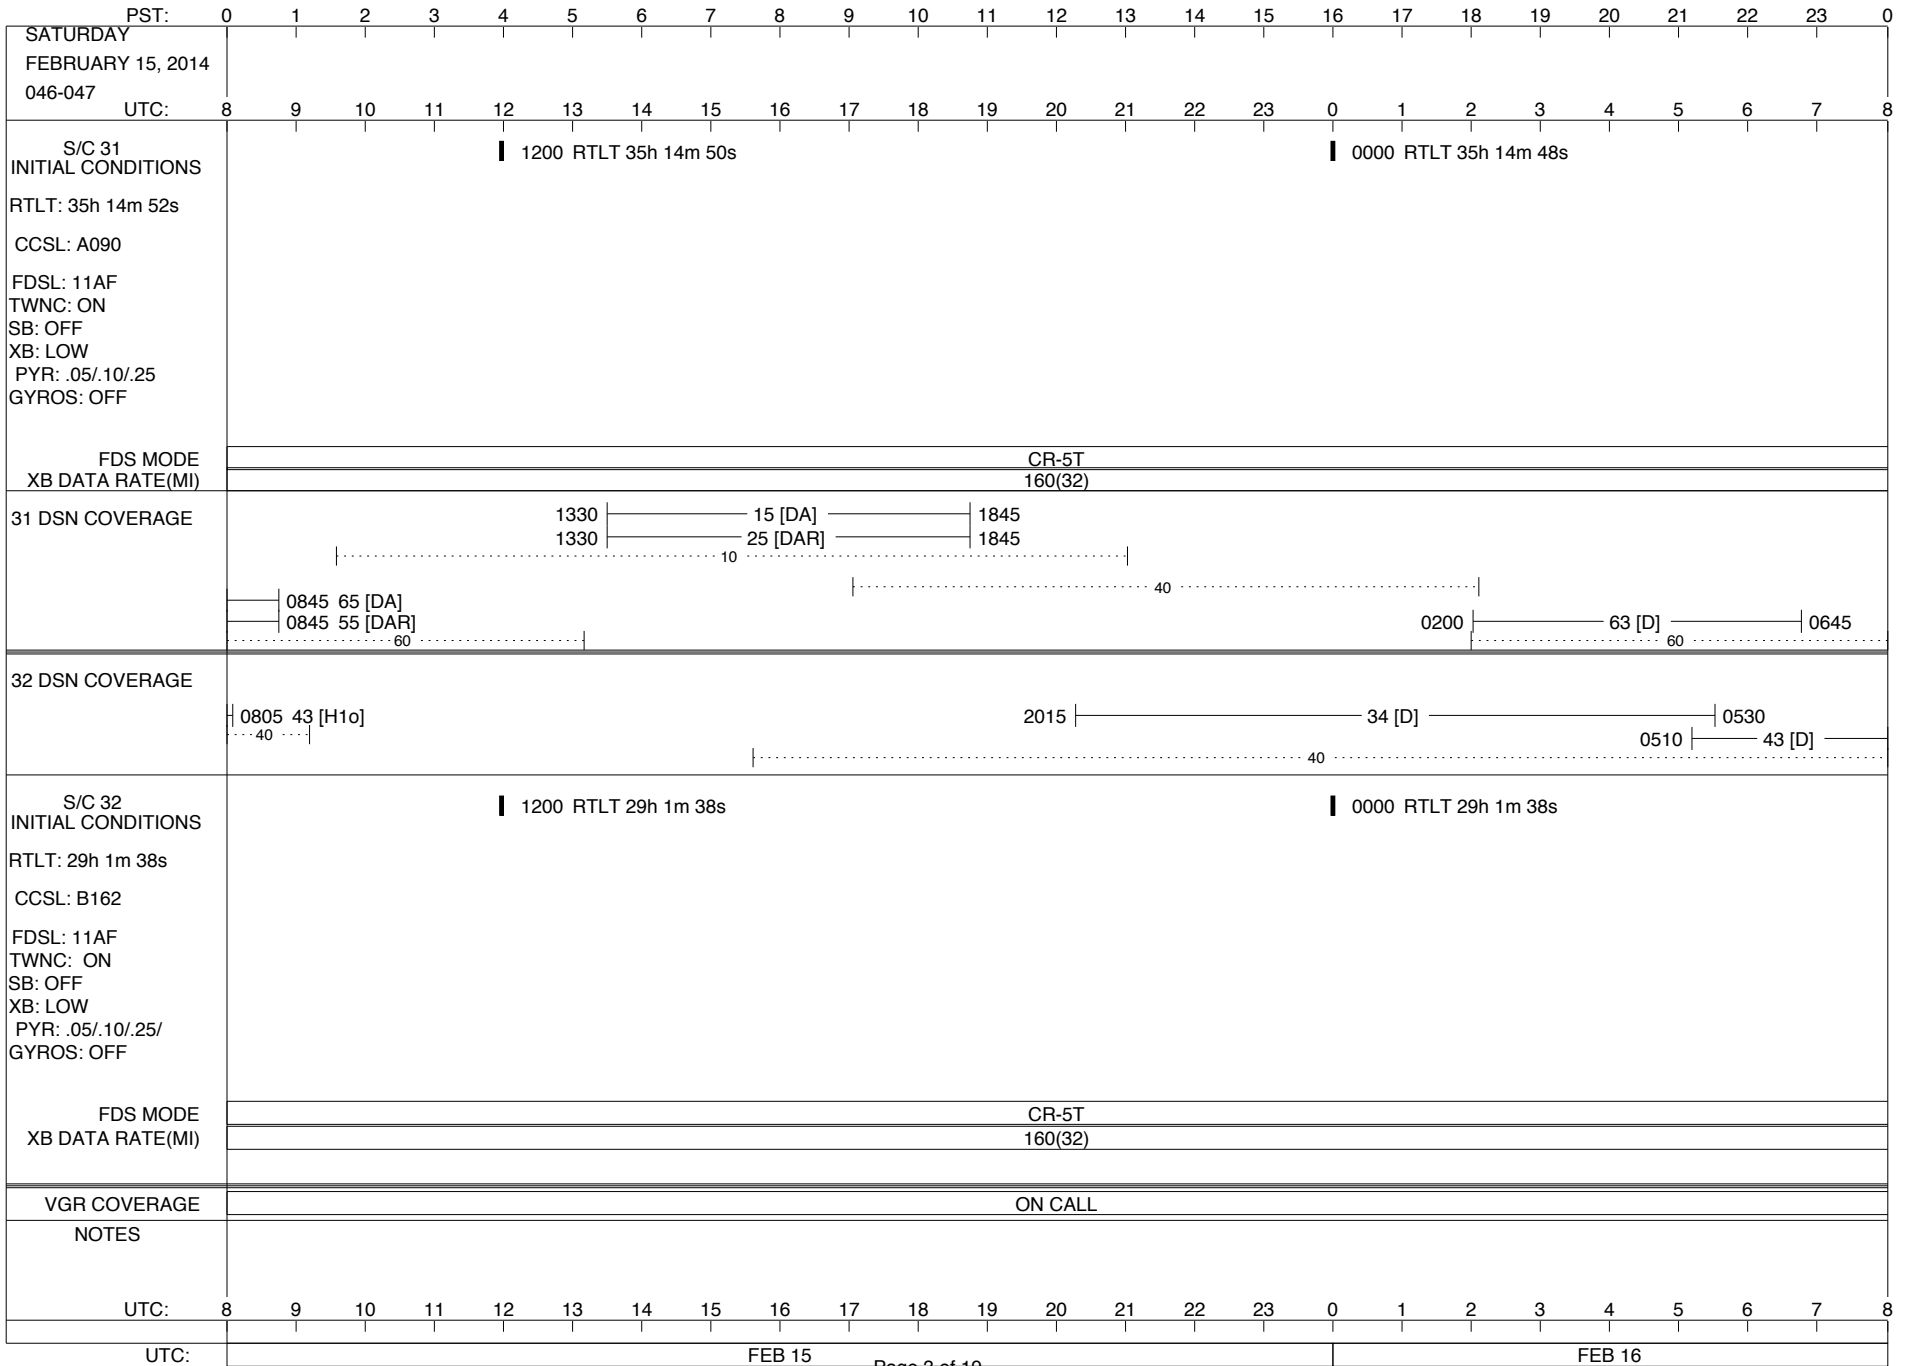 PST: 0 1 2 3 4 5 6 7 8 9 10 11 12 13 14 15 16 17 18 19 20 21 22 23 0
SATURDAY
FEBRUARY 15, 2014
046-047
UTC: 8 9 10 11 12 13 14 15 16 17 18 19 20 21 22 23 0 1 2 3 4 5 6 7 8
S/C 31
INITIAL CONDITIONS
1200 RTLT 35h 14m 50s
0000 RTLT 35h 14m 48s
RTLT: 35h 14m 52s
CCSL: A090
FDSL: 11AF
TWNC: ON
SB: OFF
XB: LOW
PYR: .05/.10/.25
GYROS: OFF
FDS MODE CR-5T
XB DATA RATE(MI) 160(32)
31 DSN COVERAGE
1330 15 [DA] 1845
1330 25 [DAR] 1845
10
40
0845 65 [DA]
0845 55 [DAR]
0200 63 [D] 0645
60
60
32 DSN COVERAGE
0805 43 [H1o]
2015 34 [D] 0530
40
0510 43 [D]
40
S/C 32
INITIAL CONDITIONS
1200 RTLT 29h 1m 38s
0000 RTLT 29h 1m 38s
RTLT: 29h 1m 38s
CCSL: B162
FDSL: 11AF
TWNC: ON
SB: OFF
XB: LOW
PYR: .05/.10/.25/
GYROS: OFF
FDS MODE CR-5T
XB DATA RATE(MI) 160(32)
VGR COVERAGE ON CALL
NOTES
UTC: 8 9 10 11 12 13 14 15 16 17 18 19 20 21 22 23 0 1 2 3 4 5 6 7 8
UTC: FEB 15 FEB 16